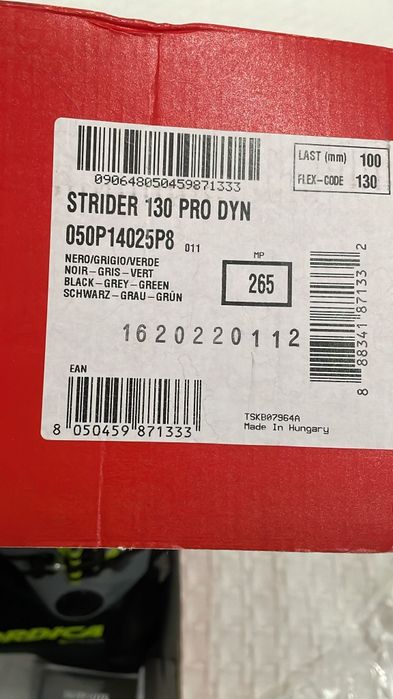 LAST (mm) 100
FLEX-CODE 130
090648050459871333
STRIDER 130 PRO DYN
050P14025P8 011
NERO/GRIGIO/VERDE
NOIR-GRIS-VERT
BLACK-GREY-GREEN
SCHWARZ-GRAU-GRÜN
MP
265
1620220112
8 88341 87133 2
EAN
8 050459 871333
TSKB07964A
Made In Hungary
NORDICA